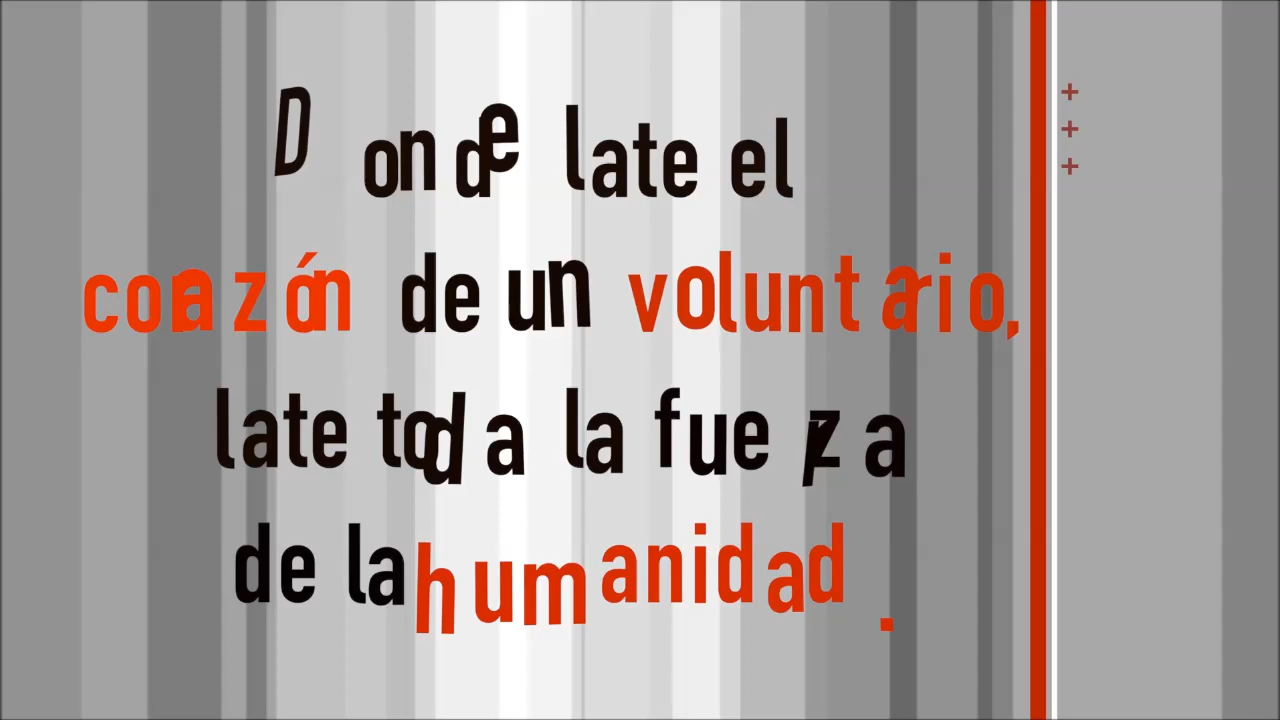 Donde late el
corazón de un voluntario,
late toda la fuerza
de la humanidad.
+
+
+